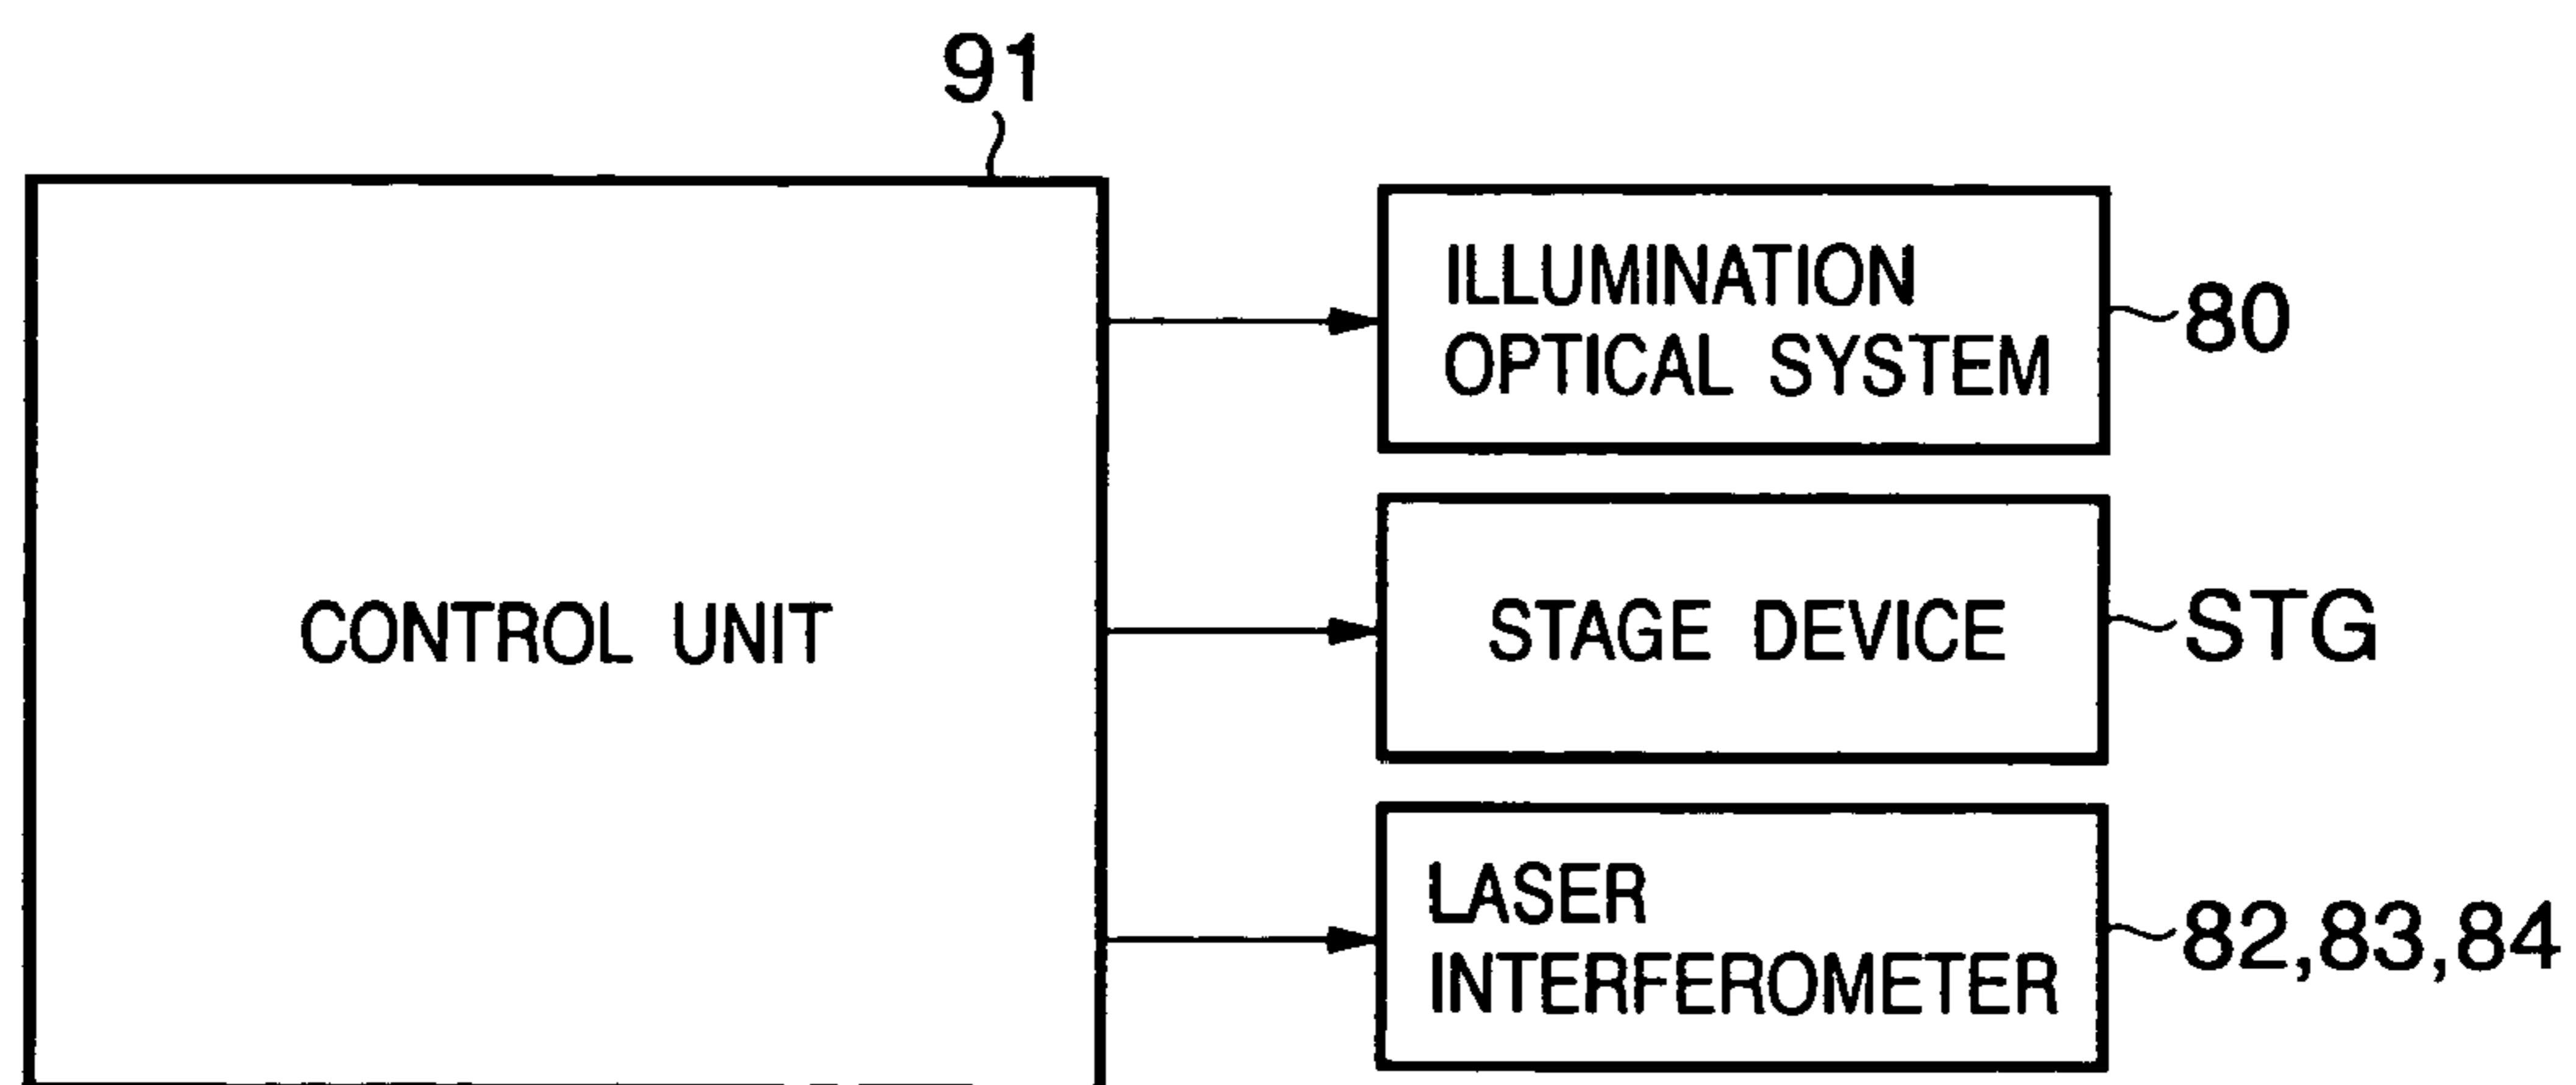 91
CONTROL UNIT
ILLUMINATION
OPTICAL SYSTEM
80
STAGE DEVICE
STG
LASER
INTERFEROMETER
82,83,84